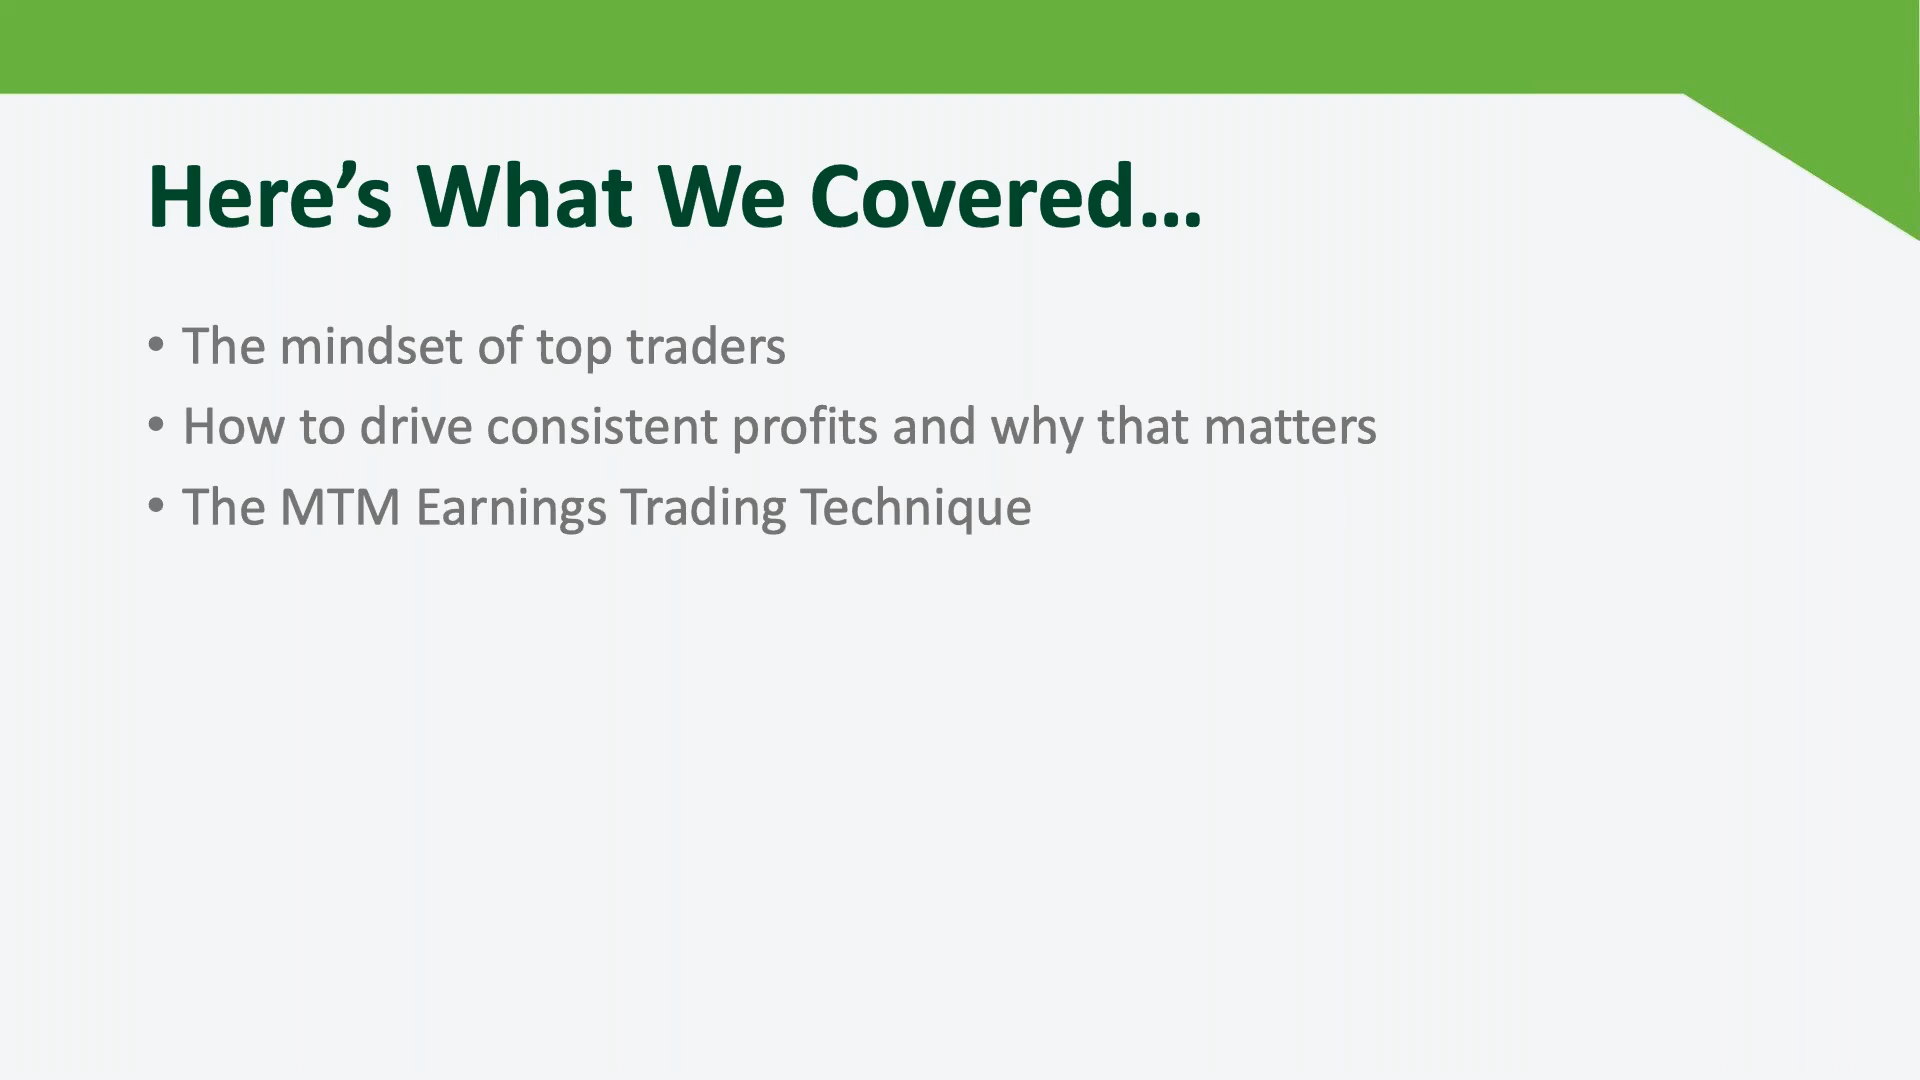 Here’s What We Covered...
• The mindset of top traders
• How to drive consistent profits and why that matters
• The MTM Earnings Trading Technique